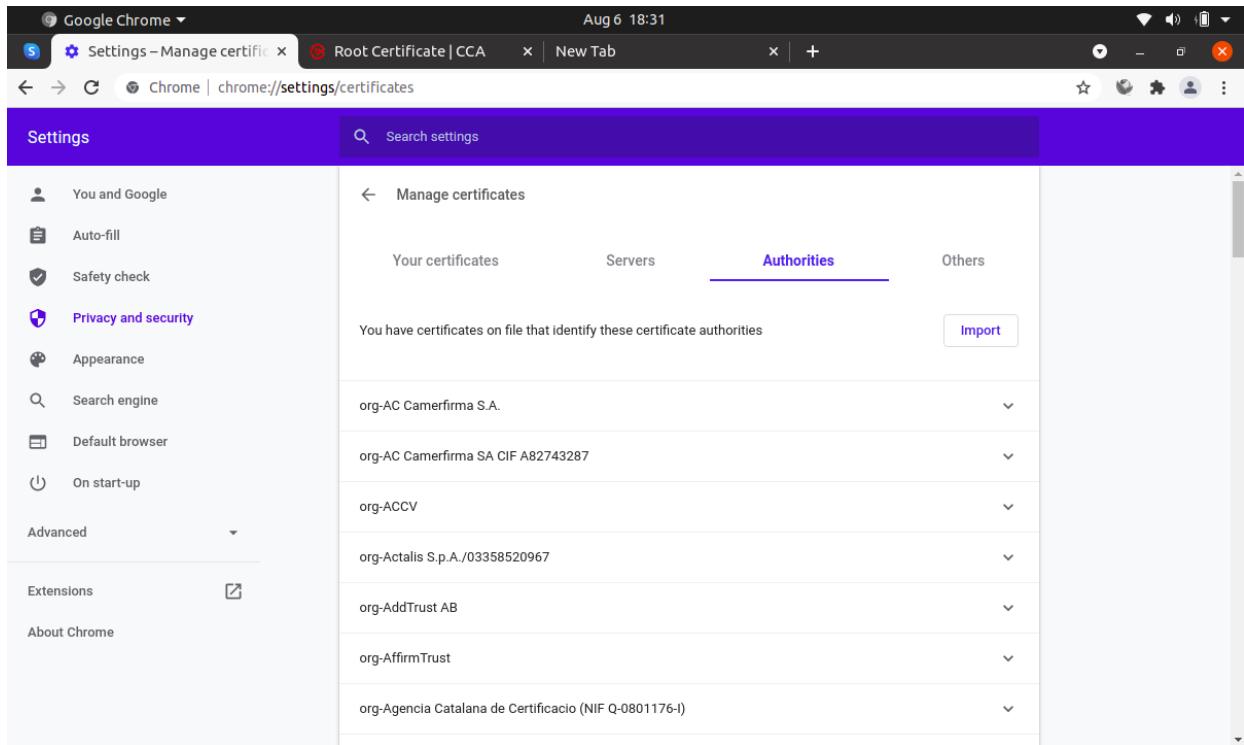 Google Chrome Aug 6 18:31
Settings – Manage certific Root Certificate | CCA New Tab
Chrome | chrome://settings/certificates
Settings Search settings
You and Google
Auto-fill
Safety check
Privacy and security
Appearance
Search engine
Default browser
On start-up
Advanced
Extensions
About Chrome
Manage certificates
Your certificates Servers Authorities Others
You have certificates on file that identify these certificate authorities Import
org-AC Camerfirma S.A.
org-AC Camerfirma SA CIF A82743287
org-ACCV
org-Actalis S.p.A./03358520967
org-AddTrust AB
org-AffirmTrust
org-Agencia Catalana de Certificacio (NIF Q-0801176-I)